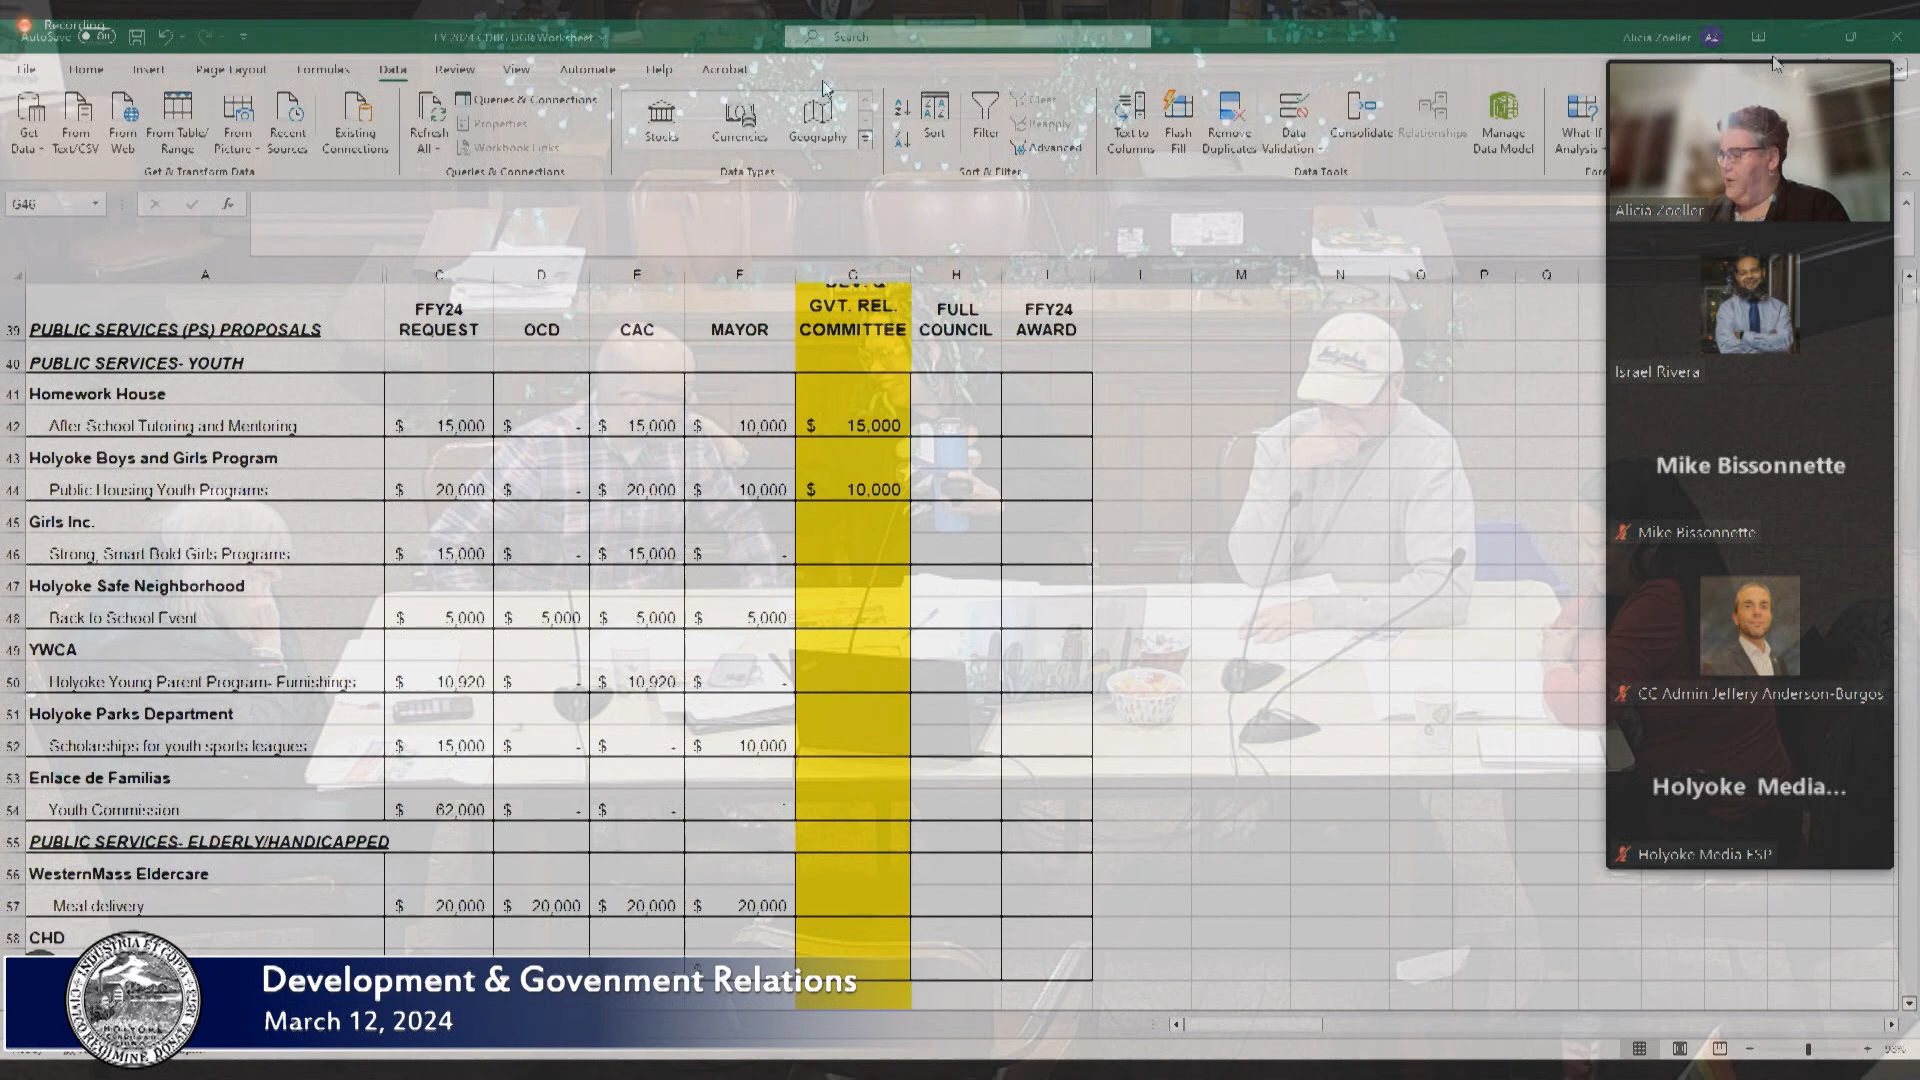 Recording
AutoSave Off FY 2024 CDBG DGR Worksheet Search Alicia Zoeller AZ
File Home Insert Page Layout Formulas Data Review View Automate Help Acrobat
Get Data From Text/CSV From Web From Table/ Range From Picture Recent Sources Existing Connections
Refresh All Queries & Connections Properties Workbook Links
Stocks Currencies Geography
Sort Filter Clear Reapply Advanced
Text to Columns Flash Fill Remove Duplicates Data Validation Consolidate Relationships Manage Data Model What-If Analysis
Get & Transform Data Queries & Connections Data Types Sort & Filter Data Tools
G46 fx
A C D E F G H I L M N O P Q
39 PUBLIC SERVICES (PS) PROPOSALS FFY24 REQUEST OCD CAC MAYOR GVT. REL. COMMITTEE FULL COUNCIL FFY24 AWARD
40 PUBLIC SERVICES- YOUTH
41 Homework House
42 After School Tutoring and Mentoring $ 15,000 $ - $ 15,000 $ 10,000 $ 15,000
43 Holyoke Boys and Girls Program
44 Public Housing Youth Programs $ 20,000 $ - $ 20,000 $ 10,000 $ 10,000
45 Girls Inc.
46 Strong, Smart Bold Girls Programs $ 15,000 $ - $ 15,000 $ -
47 Holyoke Safe Neighborhood
48 Back to School Event $ 5,000 $ 5,000 $ 5,000 $ 5,000
49 YWCA
50 Holyoke Young Parent Program- Furnishings $ 10,920 $ - $ 10,920 $ -
51 Holyoke Parks Department
52 Scholarships for youth sports leagues $ 15,000 $ - $ - $ 10,000
53 Enlace de Familias
54 Youth Commission $ 62,000 $ - $ -
55 PUBLIC SERVICES- ELDERLY/HANDICAPPED
56 WesternMass Eldercare
57 Meal delivery $ 20,000 $ 20,000 $ 20,000 $ 20,000
58 CHD
Alicia Zoeller
Israel Rivera
Mike Bissonnette
Mike Bissonnette
CC Admin Jeffery Anderson-Burgos
Holyoke Media...
Holyoke Media ESP
Development & Govenment Relations
March 12, 2024